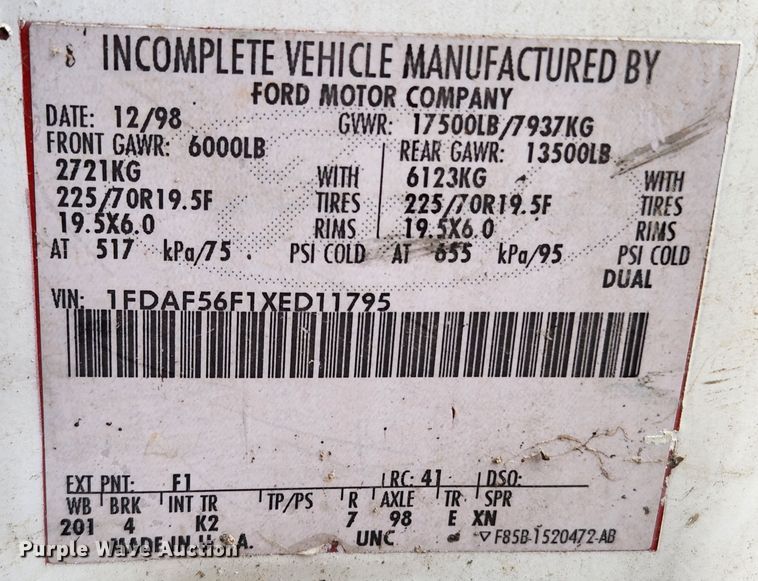 INCOMPLETE VEHICLE MANUFACTURED BY
FORD MOTOR COMPANY
DATE: 12/98 GVWR: 17500LB/7937KG
FRONT GAWR: 6000LB REAR GAWR: 13500LB
2721KG WITH 6123KG WITH
225/70R19.5F TIRES 225/70R19.5F TIRES
19.5X6.0 RIMS 19.5X6.0 RIMS
AT 517 kPa/75 PSI COLD AT 655 kPa/95 PSI COLD
DUAL
VIN: 1FDAF56F1XED11795
EXT PNT: F1 RC: 41 DSO:
WB BRK INT TR TP/PS R AXLE TR SPR
201 4 K2 7 98 E XN
MADE IN U.S.A. UNC F85B-1520472-AB
Purple Wave Auction